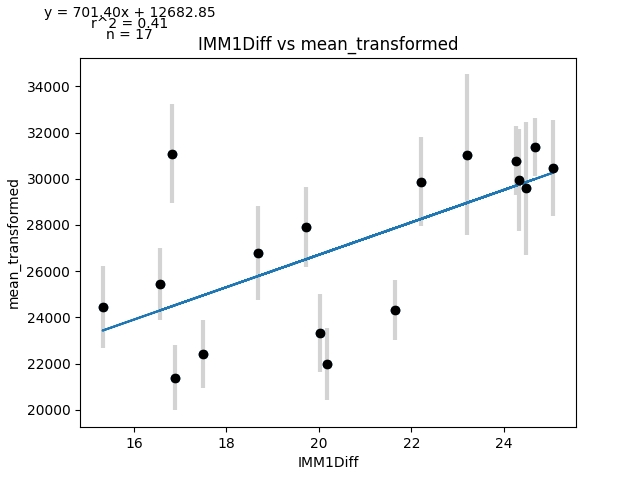 y = 701.40x + 12682.85
r^2 = 0.41
n = 17
IMM1Diff vs mean_transformed
34000
32000
30000
28000
26000
24000
22000
20000
mean_transformed
16
18
20
22
24
IMM1Diff